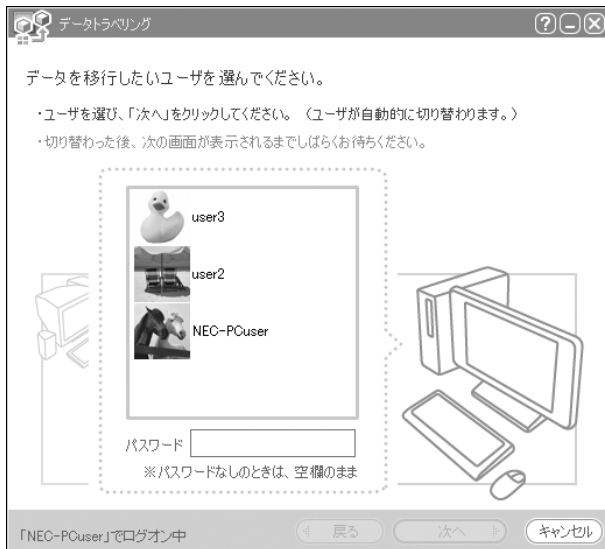 データトラベリング
データを移行したいユーザを選んでください。
・ユーザを選び、「次へ」をクリックしてください。（ユーザが自動的に切り替わります。）
・切り替わった後、次の画面が表示されるまでしばらくお待ちください。
user3
user2
NEC-PCuser
パスワード
※パスワードなしのときは、空欄のまま
「NEC-PCuser」でログオン中
戻る
次へ
キャンセル